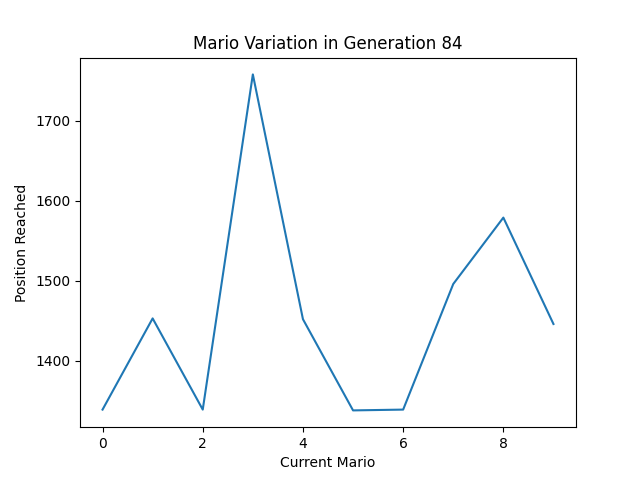 Mario Variation in Generation 84
Position Reached
1700
1600
1500
1400
0 2 4 6 8
Current Mario